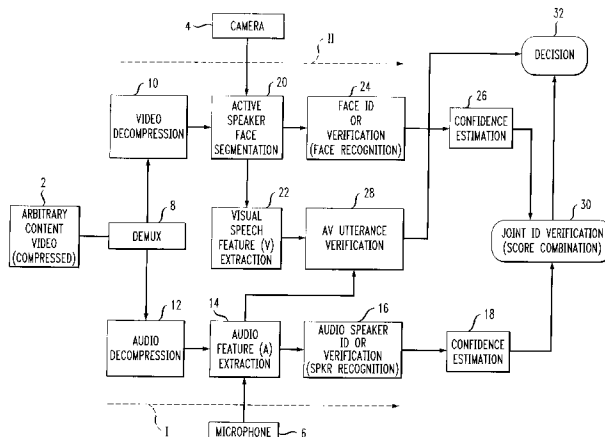 4
CAMERA
32
DECISION
II
10
VIDEO
DECOMPRESSION
20
ACTIVE
SPEAKER
FACE
SEGMENTATION
24
FACE ID
OR
VERIFICATION
(FACE RECOGNITION)
26
CONFIDENCE
ESTIMATION
2
ARBITRARY
CONTENT
VIDEO
(COMPRESSED)
8
DEMUX
22
VISUAL
SPEECH
FEATURE (V)
EXTRACTION
28
AV UTTERANCE
VERIFICATION
30
JOINT ID VERIFICATION
(SCORE COMBINATION)
12
AUDIO
DECOMPRESSION
14
AUDIO
FEATURE (A)
EXTRACTION
16
AUDIO SPEAKER
ID OR
VERIFICATION
(SPKR RECOGNITION)
18
CONFIDENCE
ESTIMATION
I
MICROPHONE
6